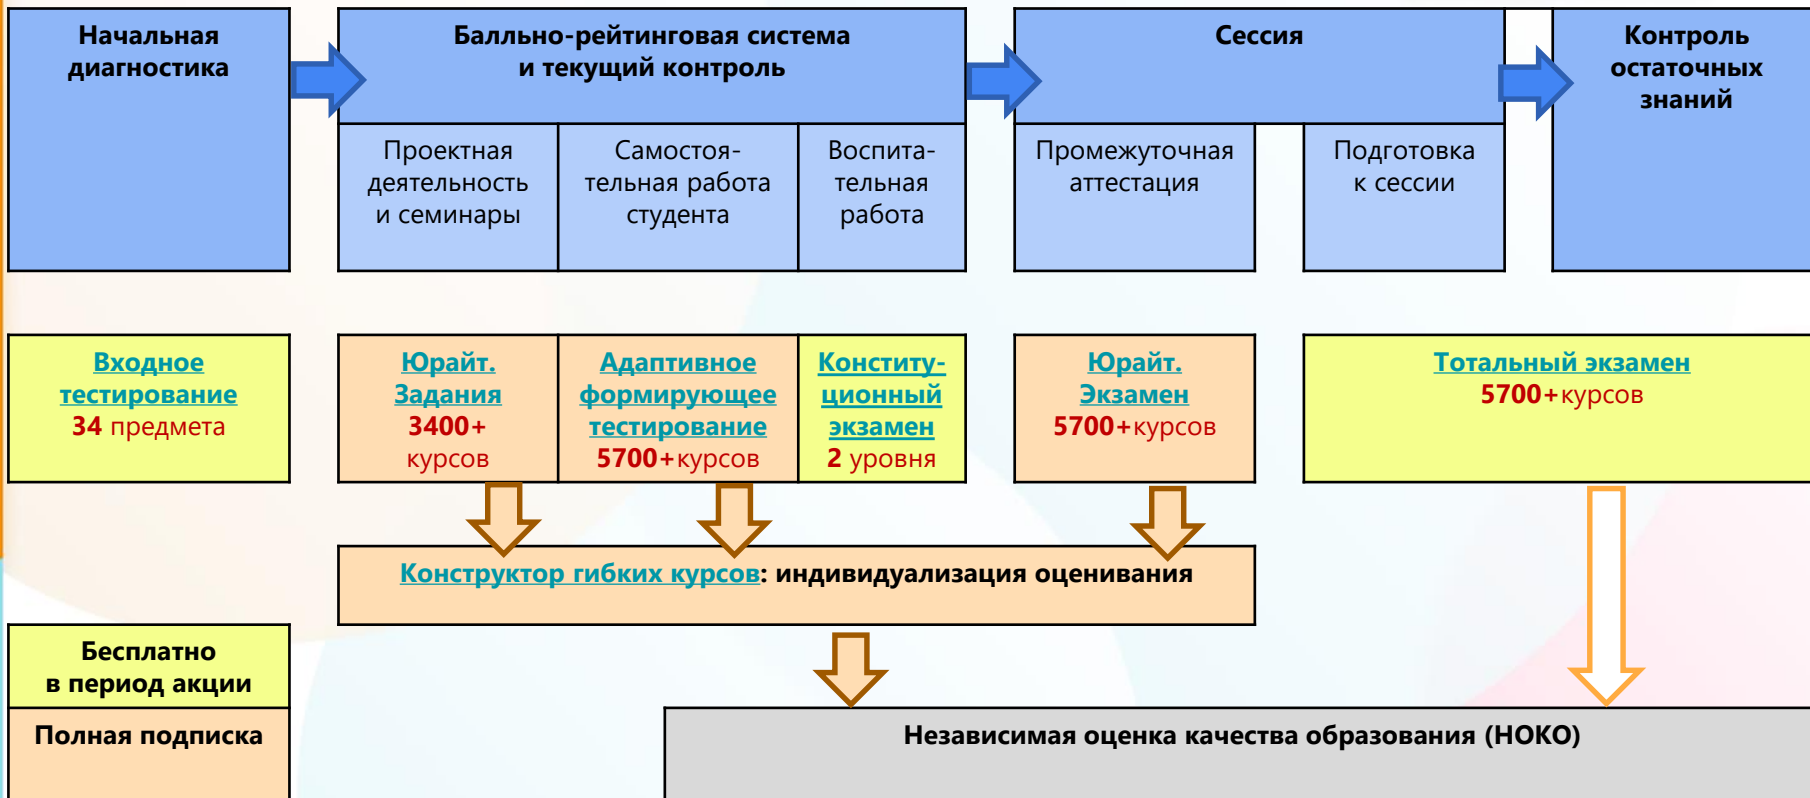 Начальная
диагностика
Балльно-рейтинговая система
и текущий контроль
Сессия
Контроль
остаточных
знаний
Проектная
деятельность
и семинары
Самостоя-
тельная работа
студента
Воспита-
тельная
работа
Промежуточная
аттестация
Подготовка
к сессии
Входное
тестирование
34 предмета
Юрайт.
Задания
3400+
курсов
Адаптивное
формирующее
тестирование
5700+курсов
Конститу-
ционный
экзамен
2 уровня
Юрайт.
Экзамен
5700+курсов
Тотальный экзамен
5700+курсов
Конструктор гибких курсов: индивидуализация оценивания
Бесплатно
в период акции
Полная подписка
Независимая оценка качества образования (НОКО)